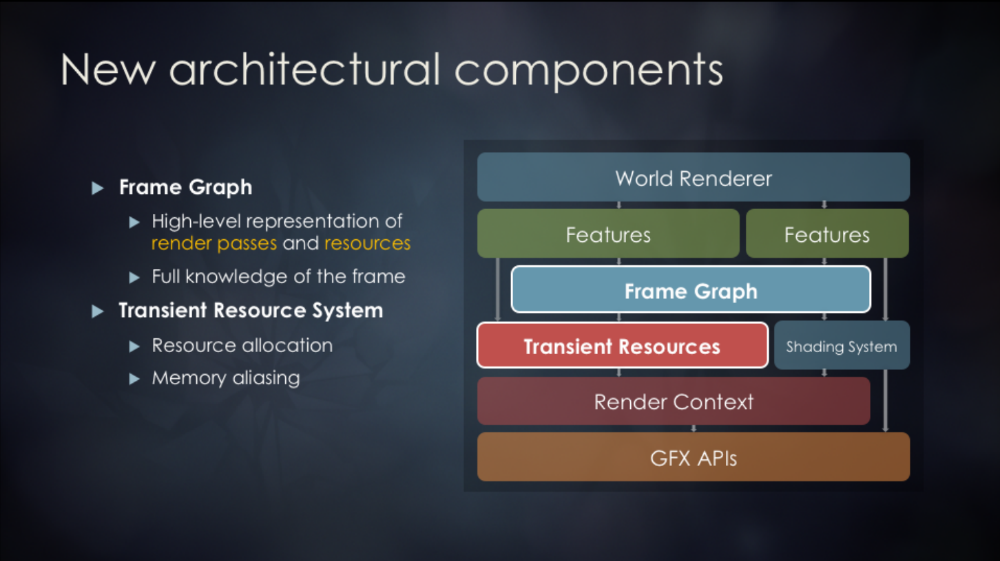 New architectural components
Frame Graph
High-level representation of
render passes and resources
Full knowledge of the frame
Transient Resource System
Resource allocation
Memory aliasing
World Renderer
Features
Features
Frame Graph
Transient Resources
Shading System
Render Context
GFX APIs